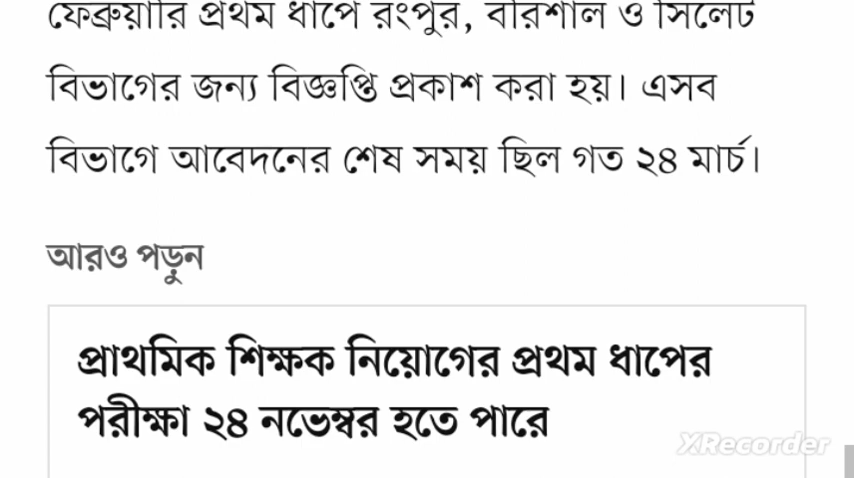 ফেব্রুয়ারি প্রথম ধাপে রংপুর, বরিশাল ও সিলেট
বিভাগের জন্য বিজ্ঞপ্তি প্রকাশ করা হয়। এসব
বিভাগে আবেদনের শেষ সময় ছিল গত ২৪ মার্চ।
আরও পড়ুন
প্রাথমিক শিক্ষক নিয়োগের প্রথম ধাপের
পরীক্ষা ২৪ নভেম্বর হতে পারে
XRecorder